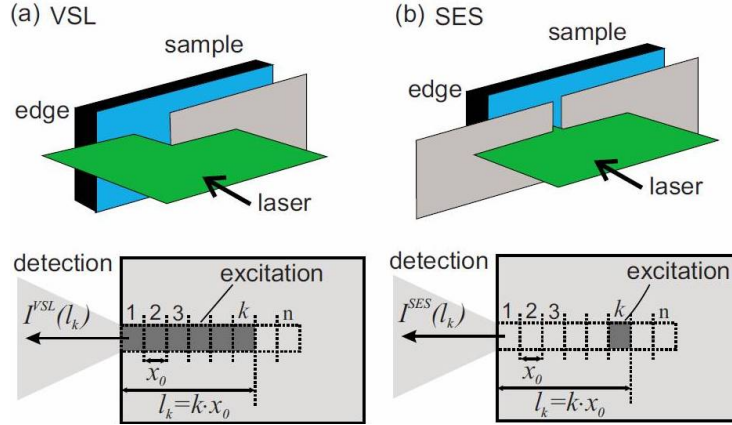 (a) VSL
sample
edge
laser
detection
excitation
1 2 3 k n
I^VSL(l_k)
x_0
l_k=k·x_0
(b) SES
sample
edge
laser
detection
excitation
1 2 3 k n
I^SES(l_k)
x_0
l_k=k·x_0